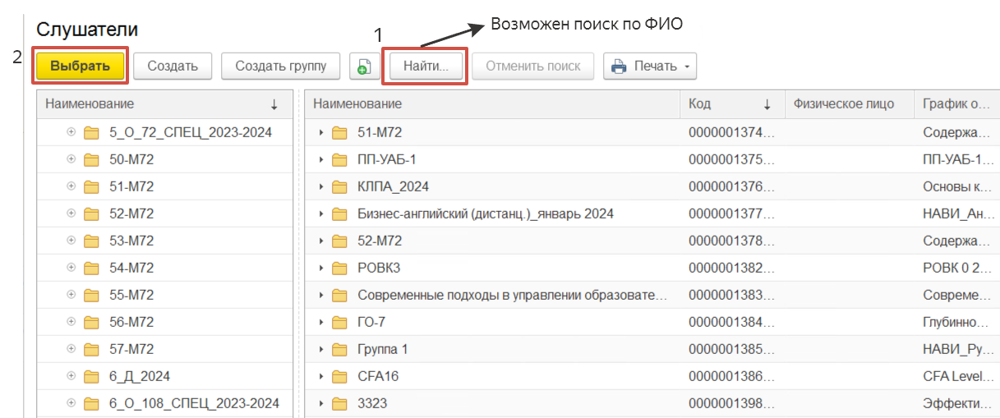 Слушатели
1
Возможен поиск по ФИО
2
Выбрать Создать Создать группу Найти... Отменить поиск Печать
Наименование Наименование Код Физическое лицо График о...
5_О_72_СПЕЦ_2023-2024 51-М72 0000001374... Содержа...
50-М72 ПП-УАБ-1 0000001375... ПП-УАБ-1...
51-М72 КЛПА_2024 0000001376... Основы к...
52-М72 Бизнес-английский (дистанц.)_январь 2024 0000001377... НАВИ_Ан...
53-М72 52-М72 0000001378... Содержа...
54-М72 РОВК3 0000001382... РОВК 0 2...
55-М72 Современные подходы в управлении образовате... 0000001383... Совреме...
56-М72 ГО-7 0000001384... Глубинно...
57-М72 Группа 1 0000001385... НАВИ_Ру...
6_Д_2024 CFA16 0000001386... CFA Level...
6_О_108_СПЕЦ_2023-2024 3323 0000001398... Эффекти...